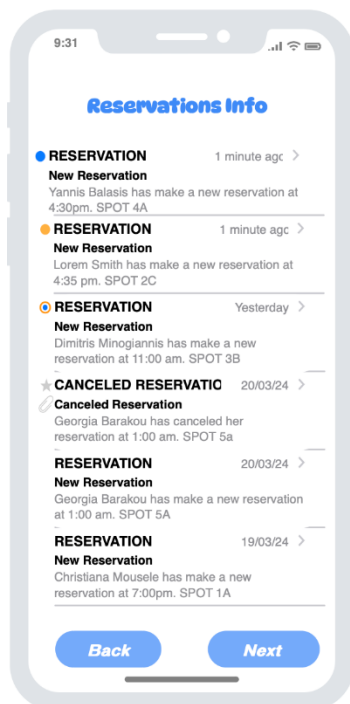 9:31
Reservations Info
RESERVATION 1 minute agc
New Reservation
Yannis Balasis has make a new reservation at
4:30pm. SPOT 4A
RESERVATION 1 minute agc
New Reservation
Lorem Smith has make a new reservation at
4:35 pm. SPOT 2C
RESERVATION Yesterday
New Reservation
Dimitris Minogiannis has make a new
reservation at 11:00 am. SPOT 3B
CANCELED RESERVATIO 20/03/24
Canceled Reservation
Georgia Barakou has canceled her
reservation at 1:00 am. SPOT 5a
RESERVATION 20/03/24
New Reservation
Georgia Barakou has make a new reservation
at 1:00 am. SPOT 5A
RESERVATION 19/03/24
New Reservation
Christiana Mousele has make a new
reservation at 7:00pm. SPOT 1A
Back Next